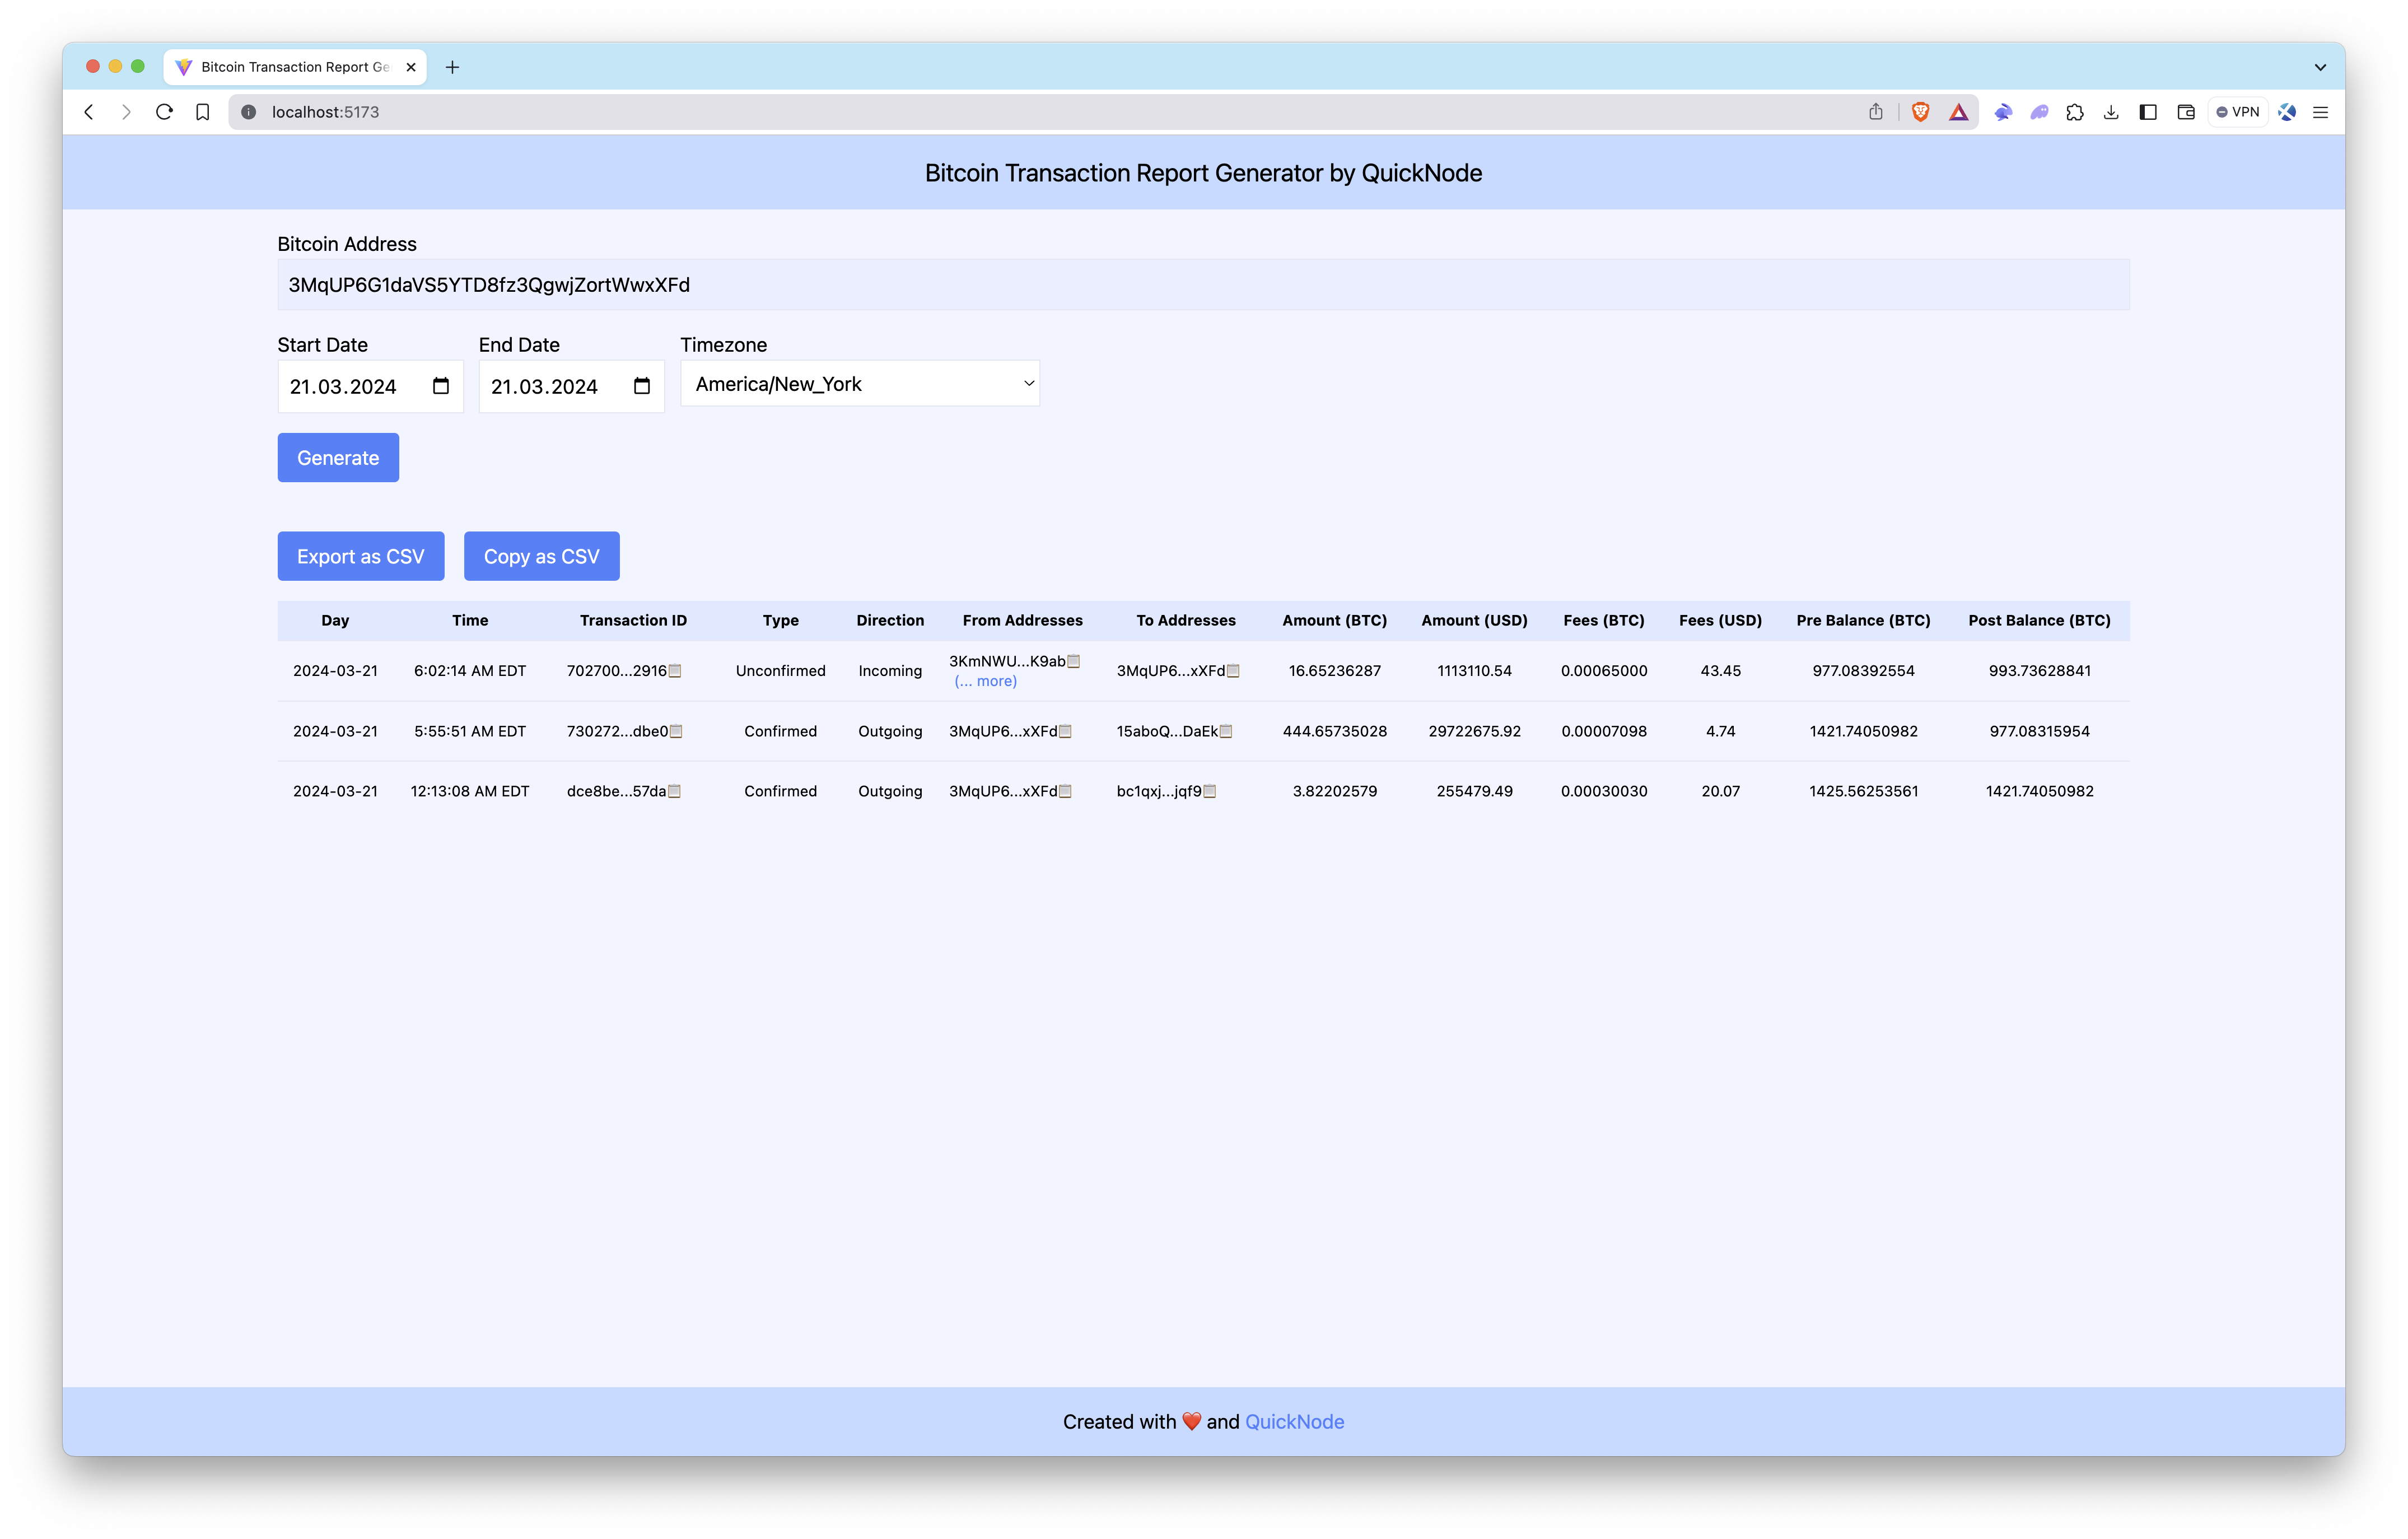 Bitcoin Transaction Report Ge
localhost:5173
VPN
Bitcoin Transaction Report Generator by QuickNode
Bitcoin Address
3MqUP6G1daVS5YTD8fz3QgwjZortWwxXFd
Start Date End Date Timezone
21.03.2024 21.03.2024 America/New_York
Generate
Export as CSV Copy as CSV
Day Time Transaction ID Type Direction From Addresses To Addresses Amount (BTC) Amount (USD) Fees (BTC) Fees (USD) Pre Balance (BTC) Post Balance (BTC)
2024-03-21 6:02:14 AM EDT 702700...2916 Unconfirmed Incoming 3KmNWU...K9ab 3MqUP6...xXFd 16.65236287 1113110.54 0.00065000 43.45 977.08392554 993.73628841
(... more)
2024-03-21 5:55:51 AM EDT 730272...dbe0 Confirmed Outgoing 3MqUP6...xXFd 15aboQ...DaEk 444.65735028 29722675.92 0.00007098 4.74 1421.74050982 977.08315954
2024-03-21 12:13:08 AM EDT dce8be...57da Confirmed Outgoing 3MqUP6...xXFd bc1qxj...jqf9 3.82202579 255479.49 0.00030030 20.07 1425.56253561 1421.74050982
Created with ❤️ and QuickNode